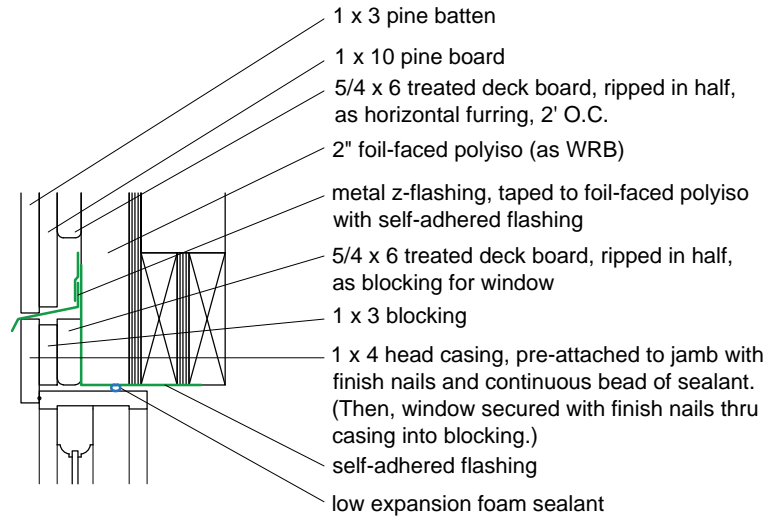 1 x 3 pine batten
1 x 10 pine board
5/4 x 6 treated deck board, ripped in half,
as horizontal furring, 2' O.C.
2" foil-faced polyiso (as WRB)
metal z-flashing, taped to foil-faced polyiso
with self-adhered flashing
5/4 x 6 treated deck board, ripped in half,
as blocking for window
1 x 3 blocking
1 x 4 head casing, pre-attached to jamb with
finish nails and continuous bead of sealant.
(Then, window secured with finish nails thru
casing into blocking.)
self-adhered flashing
low expansion foam sealant